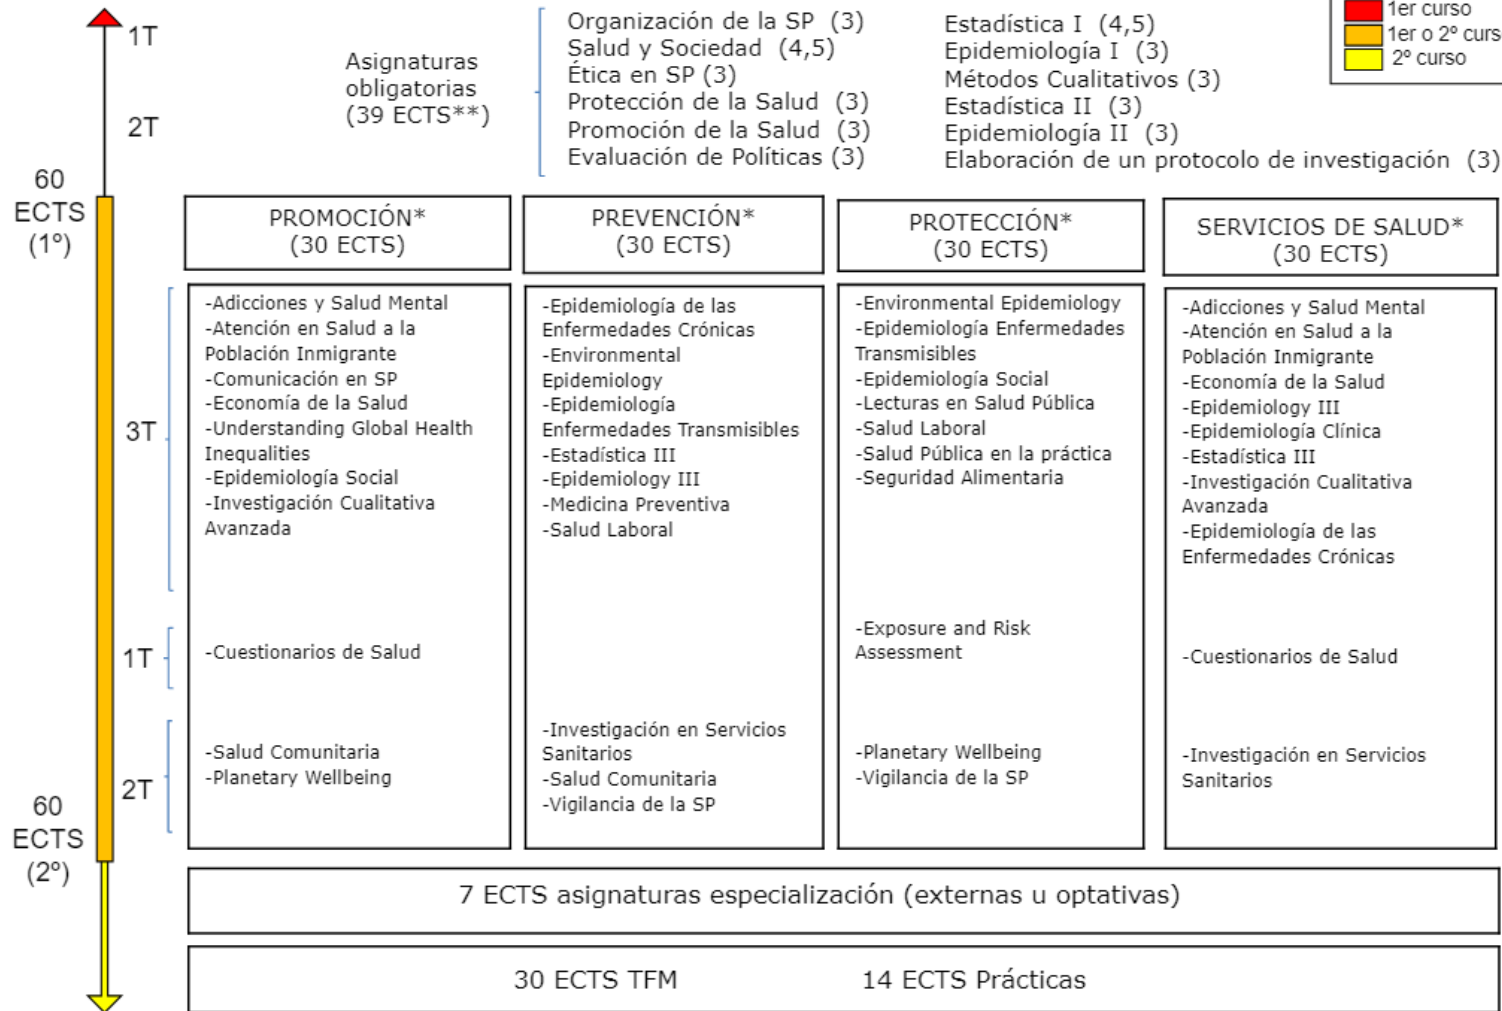 1T
2T
60
ECTS
(1º)
3T
1T
2T
60
ECTS
(2º)
Asignaturas
obligatorias
(39 ECTS**)
Organización de la SP (3)
Salud y Sociedad (4,5)
Ética en SP (3)
Protección de la Salud (3)
Promoción de la Salud (3)
Evaluación de Políticas (3)
Estadística I (4,5)
Epidemiología I (3)
Métodos Cualitativos (3)
Estadística II (3)
Epidemiología II (3)
Elaboración de un protocolo de investigación (3)
1er curso
1er o 2º curs
2º curso
PROMOCIÓN*
(30 ECTS)
-Adicciones y Salud Mental
-Atención en Salud a la
Población Inmigrante
-Comunicación en SP
-Economía de la Salud
-Understanding Global Health
Inequalities
-Epidemiología Social
-Investigación Cualitativa
Avanzada
-Cuestionarios de Salud
-Salud Comunitaria
-Planetary Wellbeing
PREVENCIÓN*
(30 ECTS)
-Epidemiología de las
Enfermedades Crónicas
-Environmental
Epidemiology
-Epidemiología
Enfermedades Transmisibles
-Estadística III
-Epidemiology III
-Medicina Preventiva
-Salud Laboral
-Investigación en Servicios
Sanitarios
-Salud Comunitaria
-Vigilancia de la SP
PROTECCIÓN*
(30 ECTS)
-Environmental Epidemiology
-Epidemiología Enfermedades
Transmisibles
-Epidemiología Social
-Lecturas en Salud Pública
-Salud Laboral
-Salud Pública en la práctica
-Seguridad Alimentaria
-Exposure and Risk
Assessment
-Planetary Wellbeing
-Vigilancia de la SP
SERVICIOS DE SALUD*
(30 ECTS)
-Adicciones y Salud Mental
-Atención en Salud a la
Población Inmigrante
-Economía de la Salud
-Epidemiology III
-Epidemiología Clínica
-Estadística III
-Investigación Cualitativa
Avanzada
-Epidemiología de las
Enfermedades Crónicas
-Cuestionarios de Salud
-Investigación en Servicios
Sanitarios
7 ECTS asignaturas especialización (externas u optativas)
30 ECTS TFM 14 ECTS Prácticas